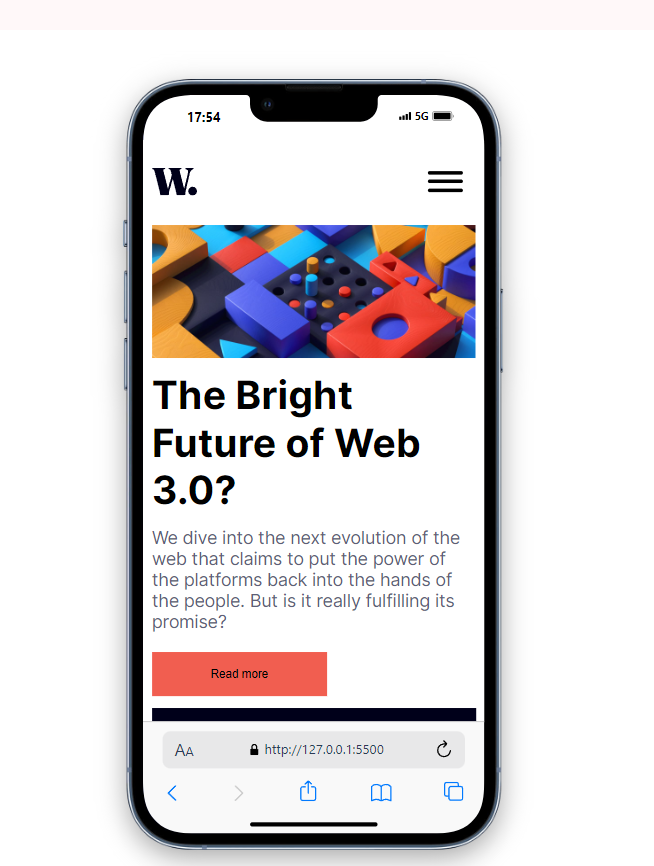 17:54
5G
W.
The Bright
Future of Web
3.0?
We dive into the next evolution of the
web that claims to put the power of
the platforms back into the hands of
the people. But is it really fulfilling its
promise?
Read more
AA
http://127.0.0.1:5500